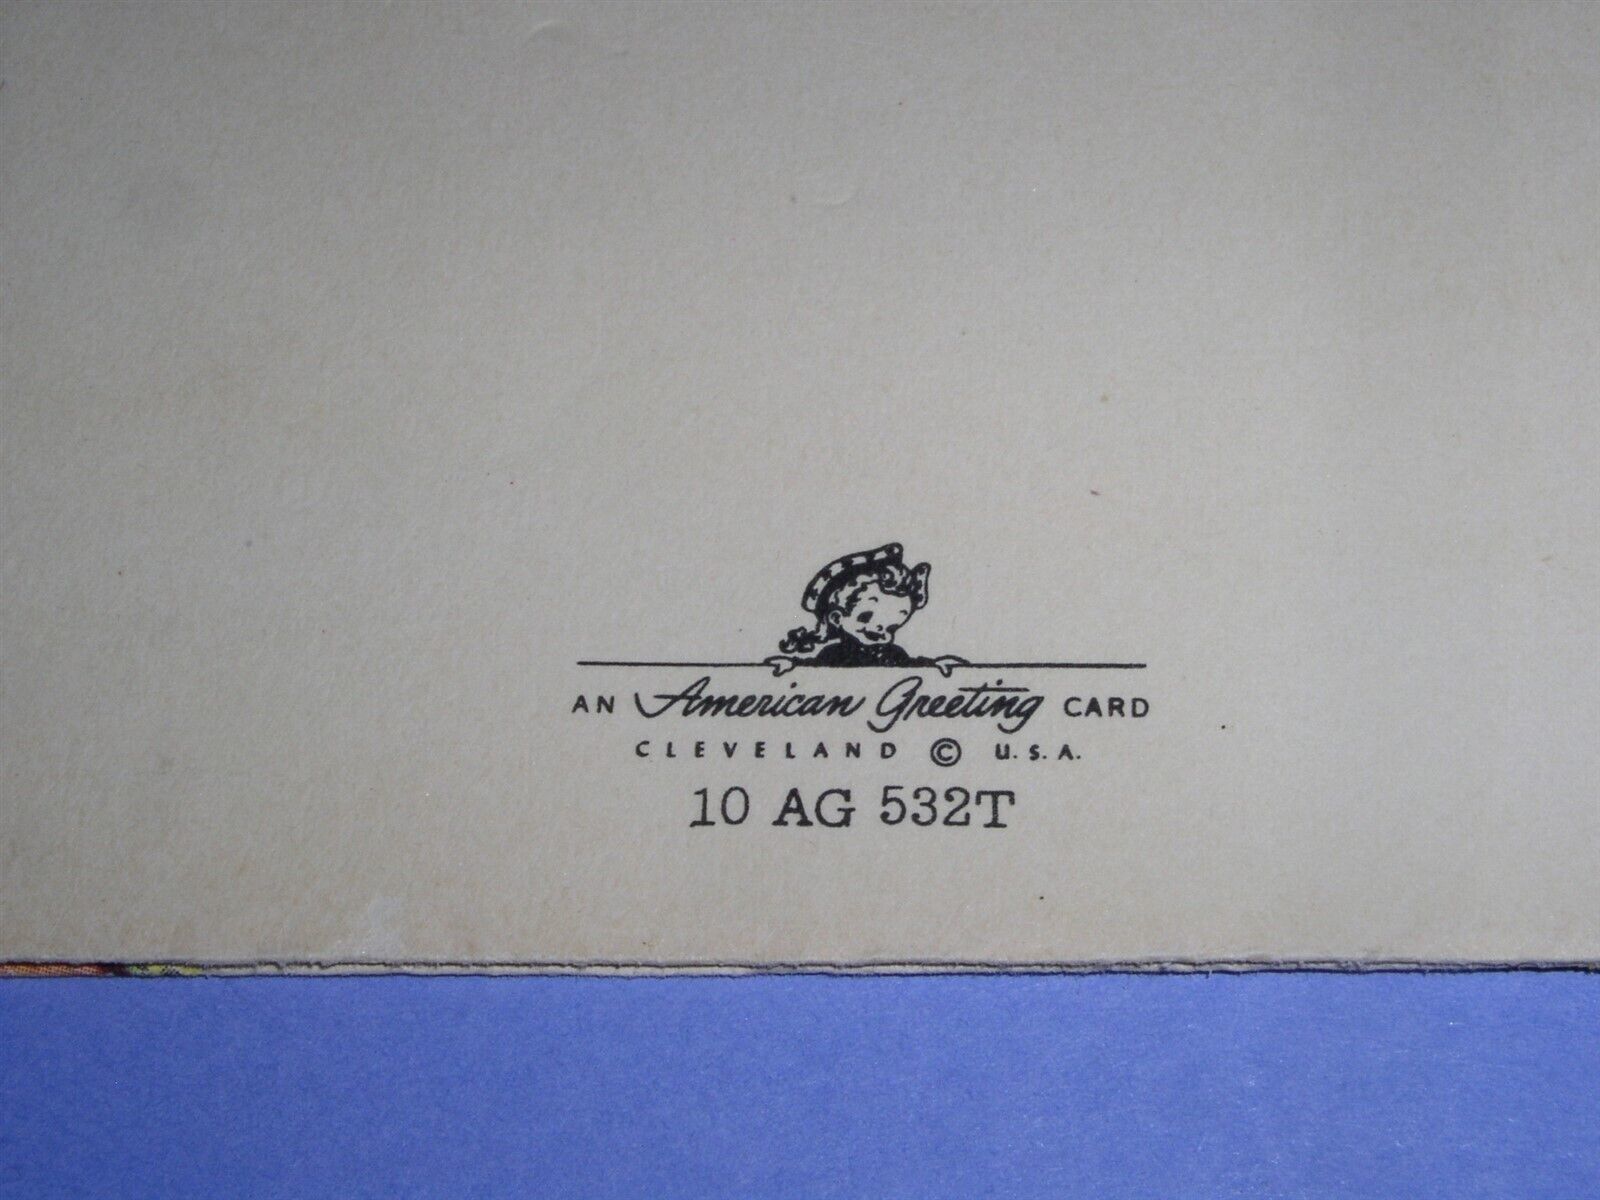 AN American Greeting CARD
CLEVELAND © U.S.A.
10 AG 532T